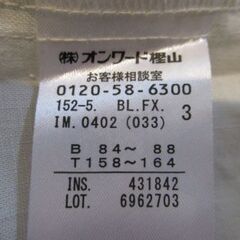 ㈱オンワード樫山
お客様相談室
0120-58-6300
152-5. BL.FX.
IM.0402 (033) 3
B 84～ 88
T158～164
INS. 431842
LOT. 6962703